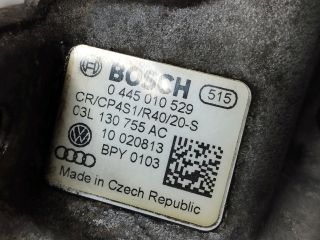 BOSCH
0 445 010 529 515
CR/CP4S1/R40/20-S
03L 130 755 AC
10 020813
BPY 0103
Made in Czech Republic